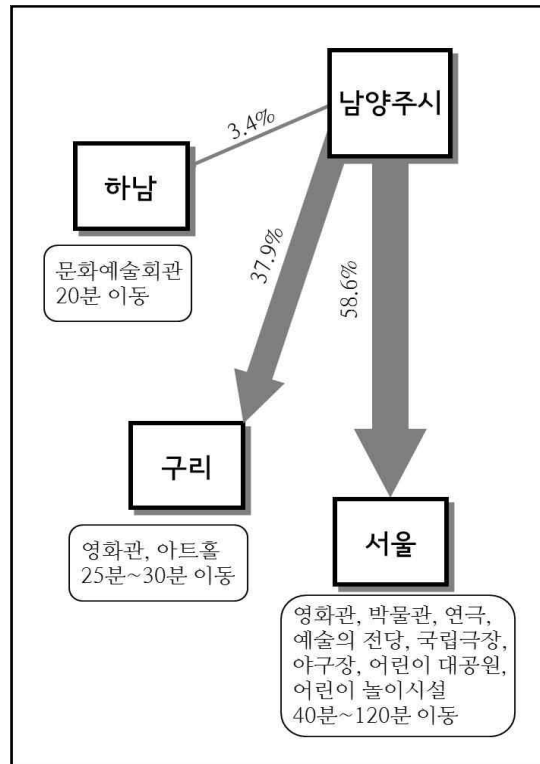 남양주시
3.4%
하남
문화예술회관
20분 이동
37.9%
58.6%
구리
영화관, 아트홀
25분~30분 이동
서울
영화관, 박물관, 연극,
예술의 전당, 국립극장,
야구장, 어린이 대공원,
어린이 놀이시설
40분~120분 이동